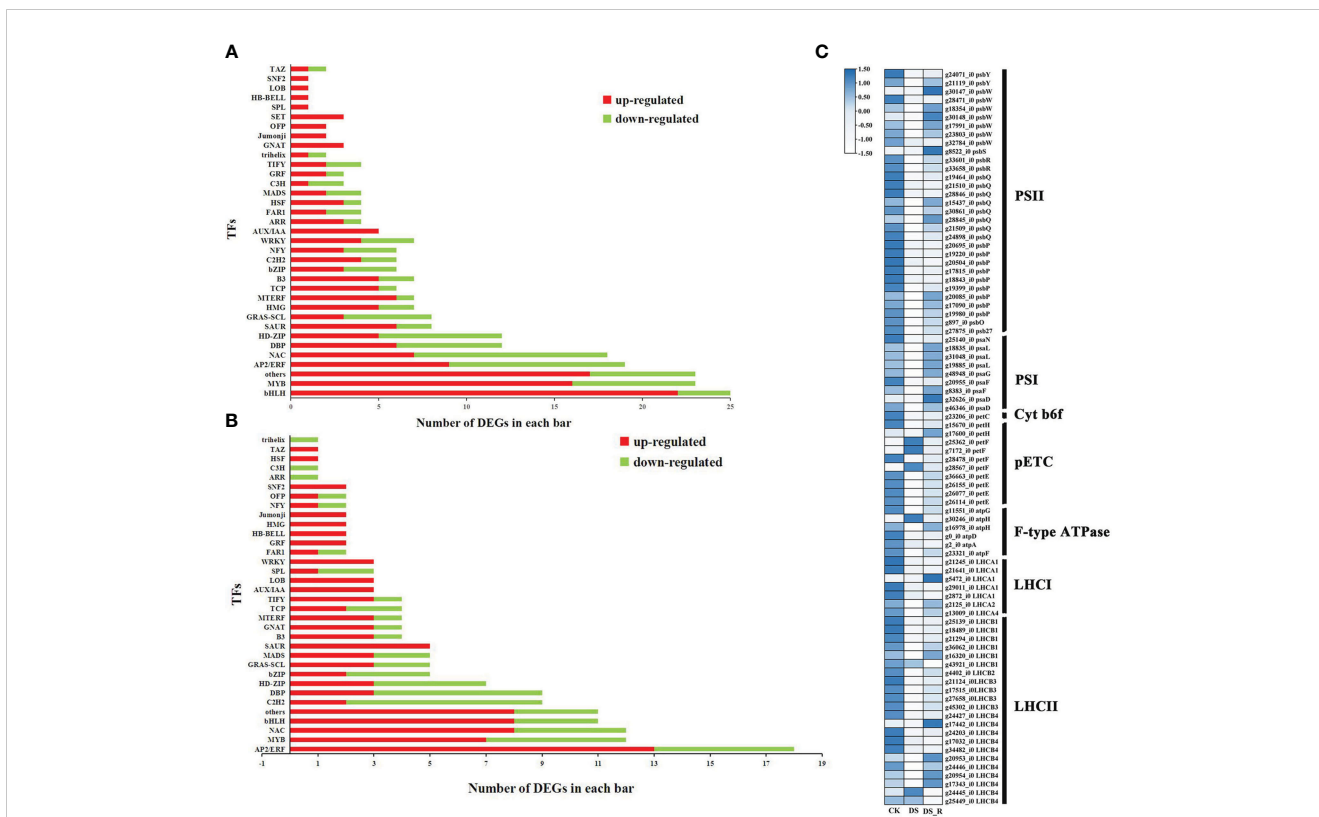 A
TAZ
SNF2
LOB
HB-BELL
SPL
SET
OFP
Jumonji
GNAT
trihelix
TIFY
GRF
C3H
MADS
HSF
FAR1
ARR
AUX/IAA
WRKY
NFY
C2H2
bZIP
B3
TCP
MTERF
HMG
GRAS-SCL
SAUR
HD-ZIP
DBP
NAC
AP2/ERF
others
MYB
bHLH
TFs
up-regulated
down-regulated
0 5 10 15 20 25
Number of DEGs in each bar
B
trihelix
TAZ
HSF
C3H
ARR
SNF2
OFP
NFY
Jumonji
HMG
HB-BELL
GRF
FAR1
WRKY
SPL
LOB
AUX/IAA
TIFY
TCP
MTERF
GNAT
B3
SAUR
MADS
GRAS-SCL
bZIP
HD-ZIP
DBP
C2H2
others
bHLH
NAC
MYB
AP2/ERF
TFs
up-regulated
down-regulated
-1 1 3 5 7 9 11 13 15 17 19
Number of DEGs in each bar
C
1.50
1.00
0.50
0.00
-0.50
-1.00
-1.50
g24071_i0 psbY
g21119_i0 psbY
g30147_i0 psbW
g28471_i0 psbW
g18354_i0 psbW
g30148_i0 psbW
g17991_i0 psbW
g23803_i0 psbW
g32784_i0 psbW
g8522_i0 psbS
g33601_i0 psbR
g33658_i0 psbR
g19464_i0 psbQ
g21510_i0 psbQ
g28846_i0 psbQ
g15437_i0 psbQ
g30861_i0 psbQ
g28845_i0 psbQ
g21509_i0 psbQ
g24898_i0 psbQ
g20695_i0 psbP
g19220_i0 psbP
g20504_i0 psbP
g17815_i0 psbP
g18843_i0 psbP
g19399_i0 psbP
g20085_i0 psbP
g17090_i0 psbP
g19980_i0 psbP
g897_i0 psbO
g27875_i0 psb27
g25140_i0 psaN
g18835_i0 psaL
g31048_i0 psaL
g19885_i0 psaL
g48948_i0 psaG
g20955_i0 psaF
g8383_i0 psaF
g32626_i0 psaD
g46346_i0 psaD
g23206_i0 petC
g15670_i0 petH
g17600_i0 petH
g25362_i0 petF
g7172_i0 petF
g28478_i0 petF
g28567_i0 petF
g36663_i0 petE
g26155_i0 petE
g26077_i0 petE
g26114_i0 petE
g11551_i0 atpG
g30246_i0 atpH
g16978_i0 atpH
g0_i0 atpD
g2_i0 atpA
g23321_i0 atpF
g21245_i0 LHCA1
g21641_i0 LHCA1
g5472_i0 LHCA1
g29011_i0 LHCA1
g2872_i0 LHCA1
g2125_i0 LHCA2
g13009_i0 LHCA4
g25139_i0 LHCB1
g18489_i0 LHCB1
g21294_i0 LHCB1
g36062_i0 LHCB1
g16320_i0 LHCB1
g43921_i0 LHCB1
g4402_i0 LHCB2
g21124_i0LHCB3
g17515_i0LHCB3
g27658_i0 LHCB3
g45302_i0 LHCB3
g24427_i0 LHCB4
g17442_i0 LHCB4
g24203_i0 LHCB4
g17032_i0 LHCB4
g34482_i0 LHCB4
g20953_i0 LHCB4
g24446_i0 LHCB4
g20954_i0 LHCB4
g17343_i0 LHCB4
g24445_i0 LHCB4
g25449_i0 LHCB4
CK DS DS_R
PSII
PSI
Cyt b6f
pETC
F-type ATPase
LHCI
LHCII